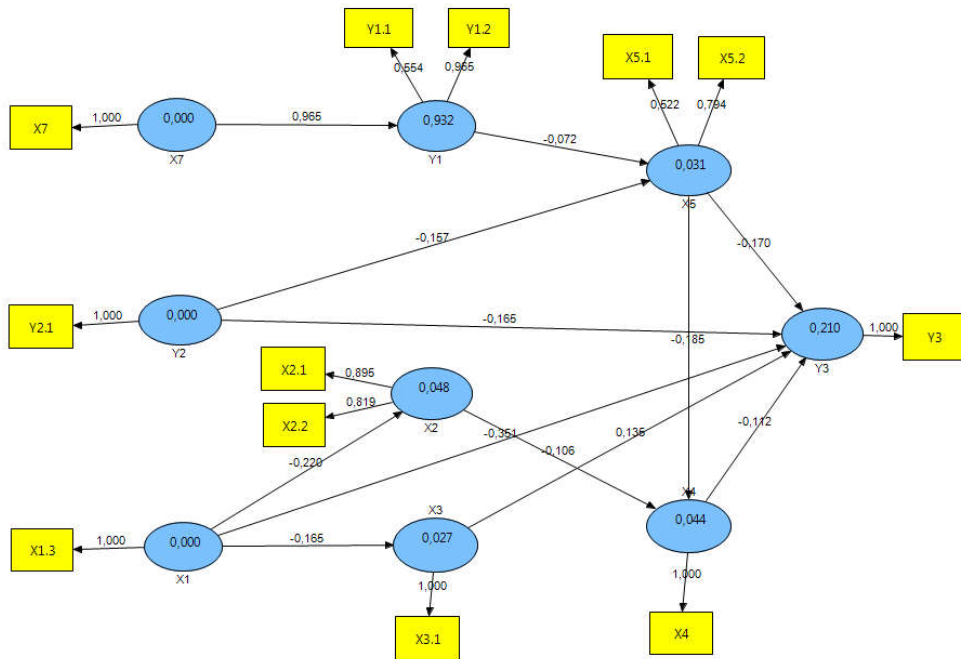 Y1.1
Y1.2
X5.1
X5.2
0,554
0,965
0,522
0,794
X7
1,000
0,000
X7
0,965
0,932
Y1
-0,072
0,031
X5
-0,157
-0,170
Y2.1
1,000
0,000
Y2
-0,165
-0,185
0,210
Y3
1,000
Y3
X2.1
0,895
X2.2
0,819
0,048
X2
-0,220
-0,351
0,135
-0,106
-0,112
X1.3
1,000
0,000
X1
-0,165
X3
0,027
1,000
X3.1
X4
0,044
1,000
X4